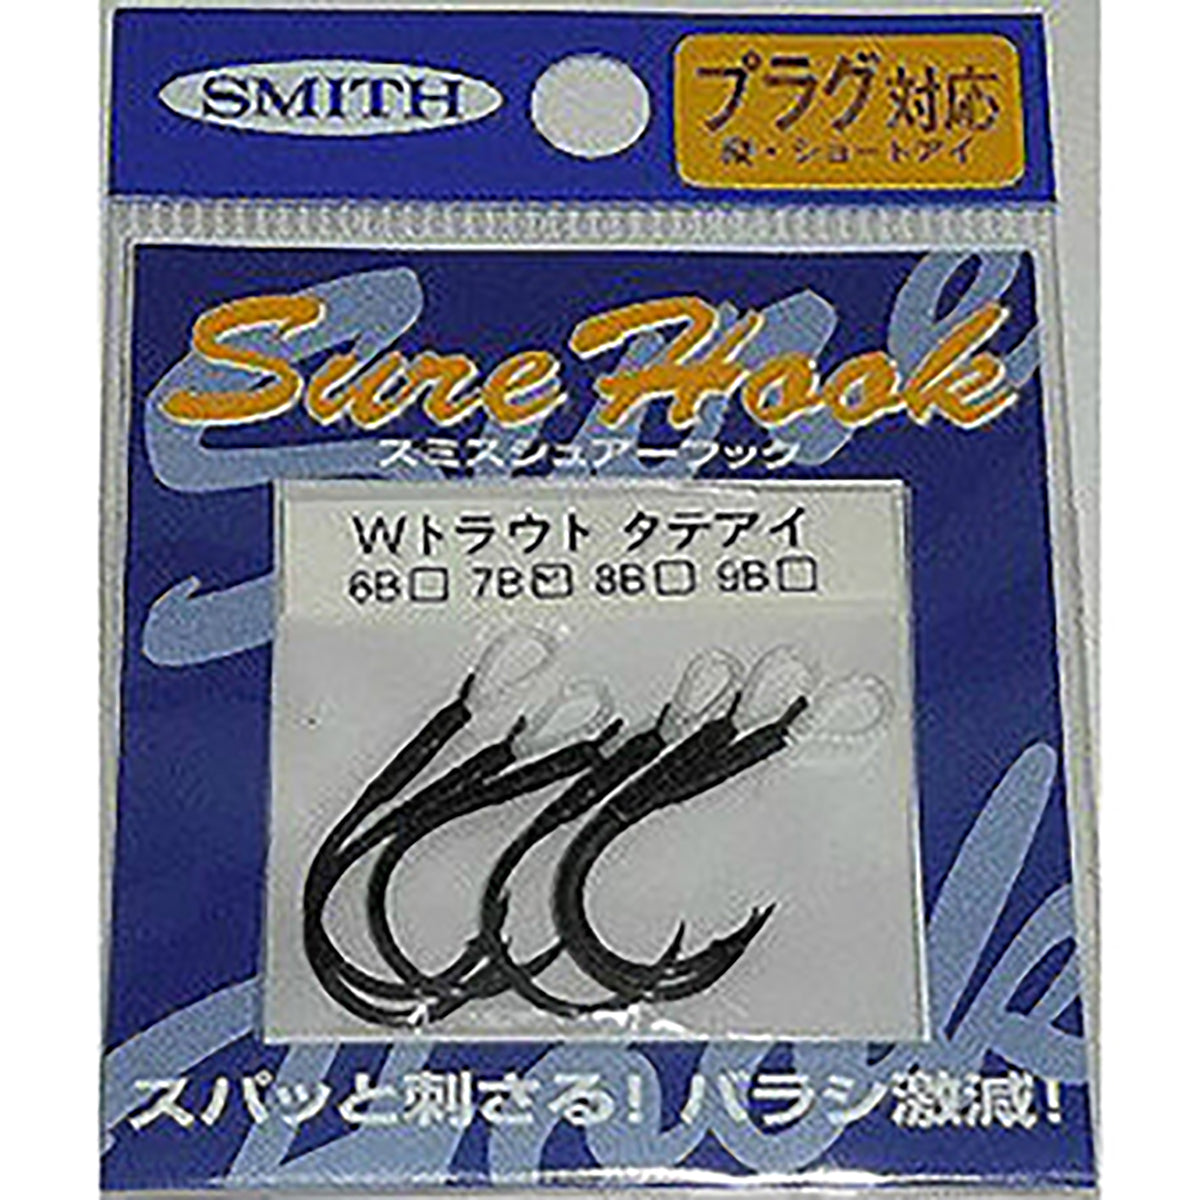 SMITH
プラグ対応
縦・ショートアイ
Sure Hook
スミスシュアーフック
Wトラウト タテアイ
6B□ 7B☑ 8B□ 9B□
スパッと刺さる! バラシ激減!